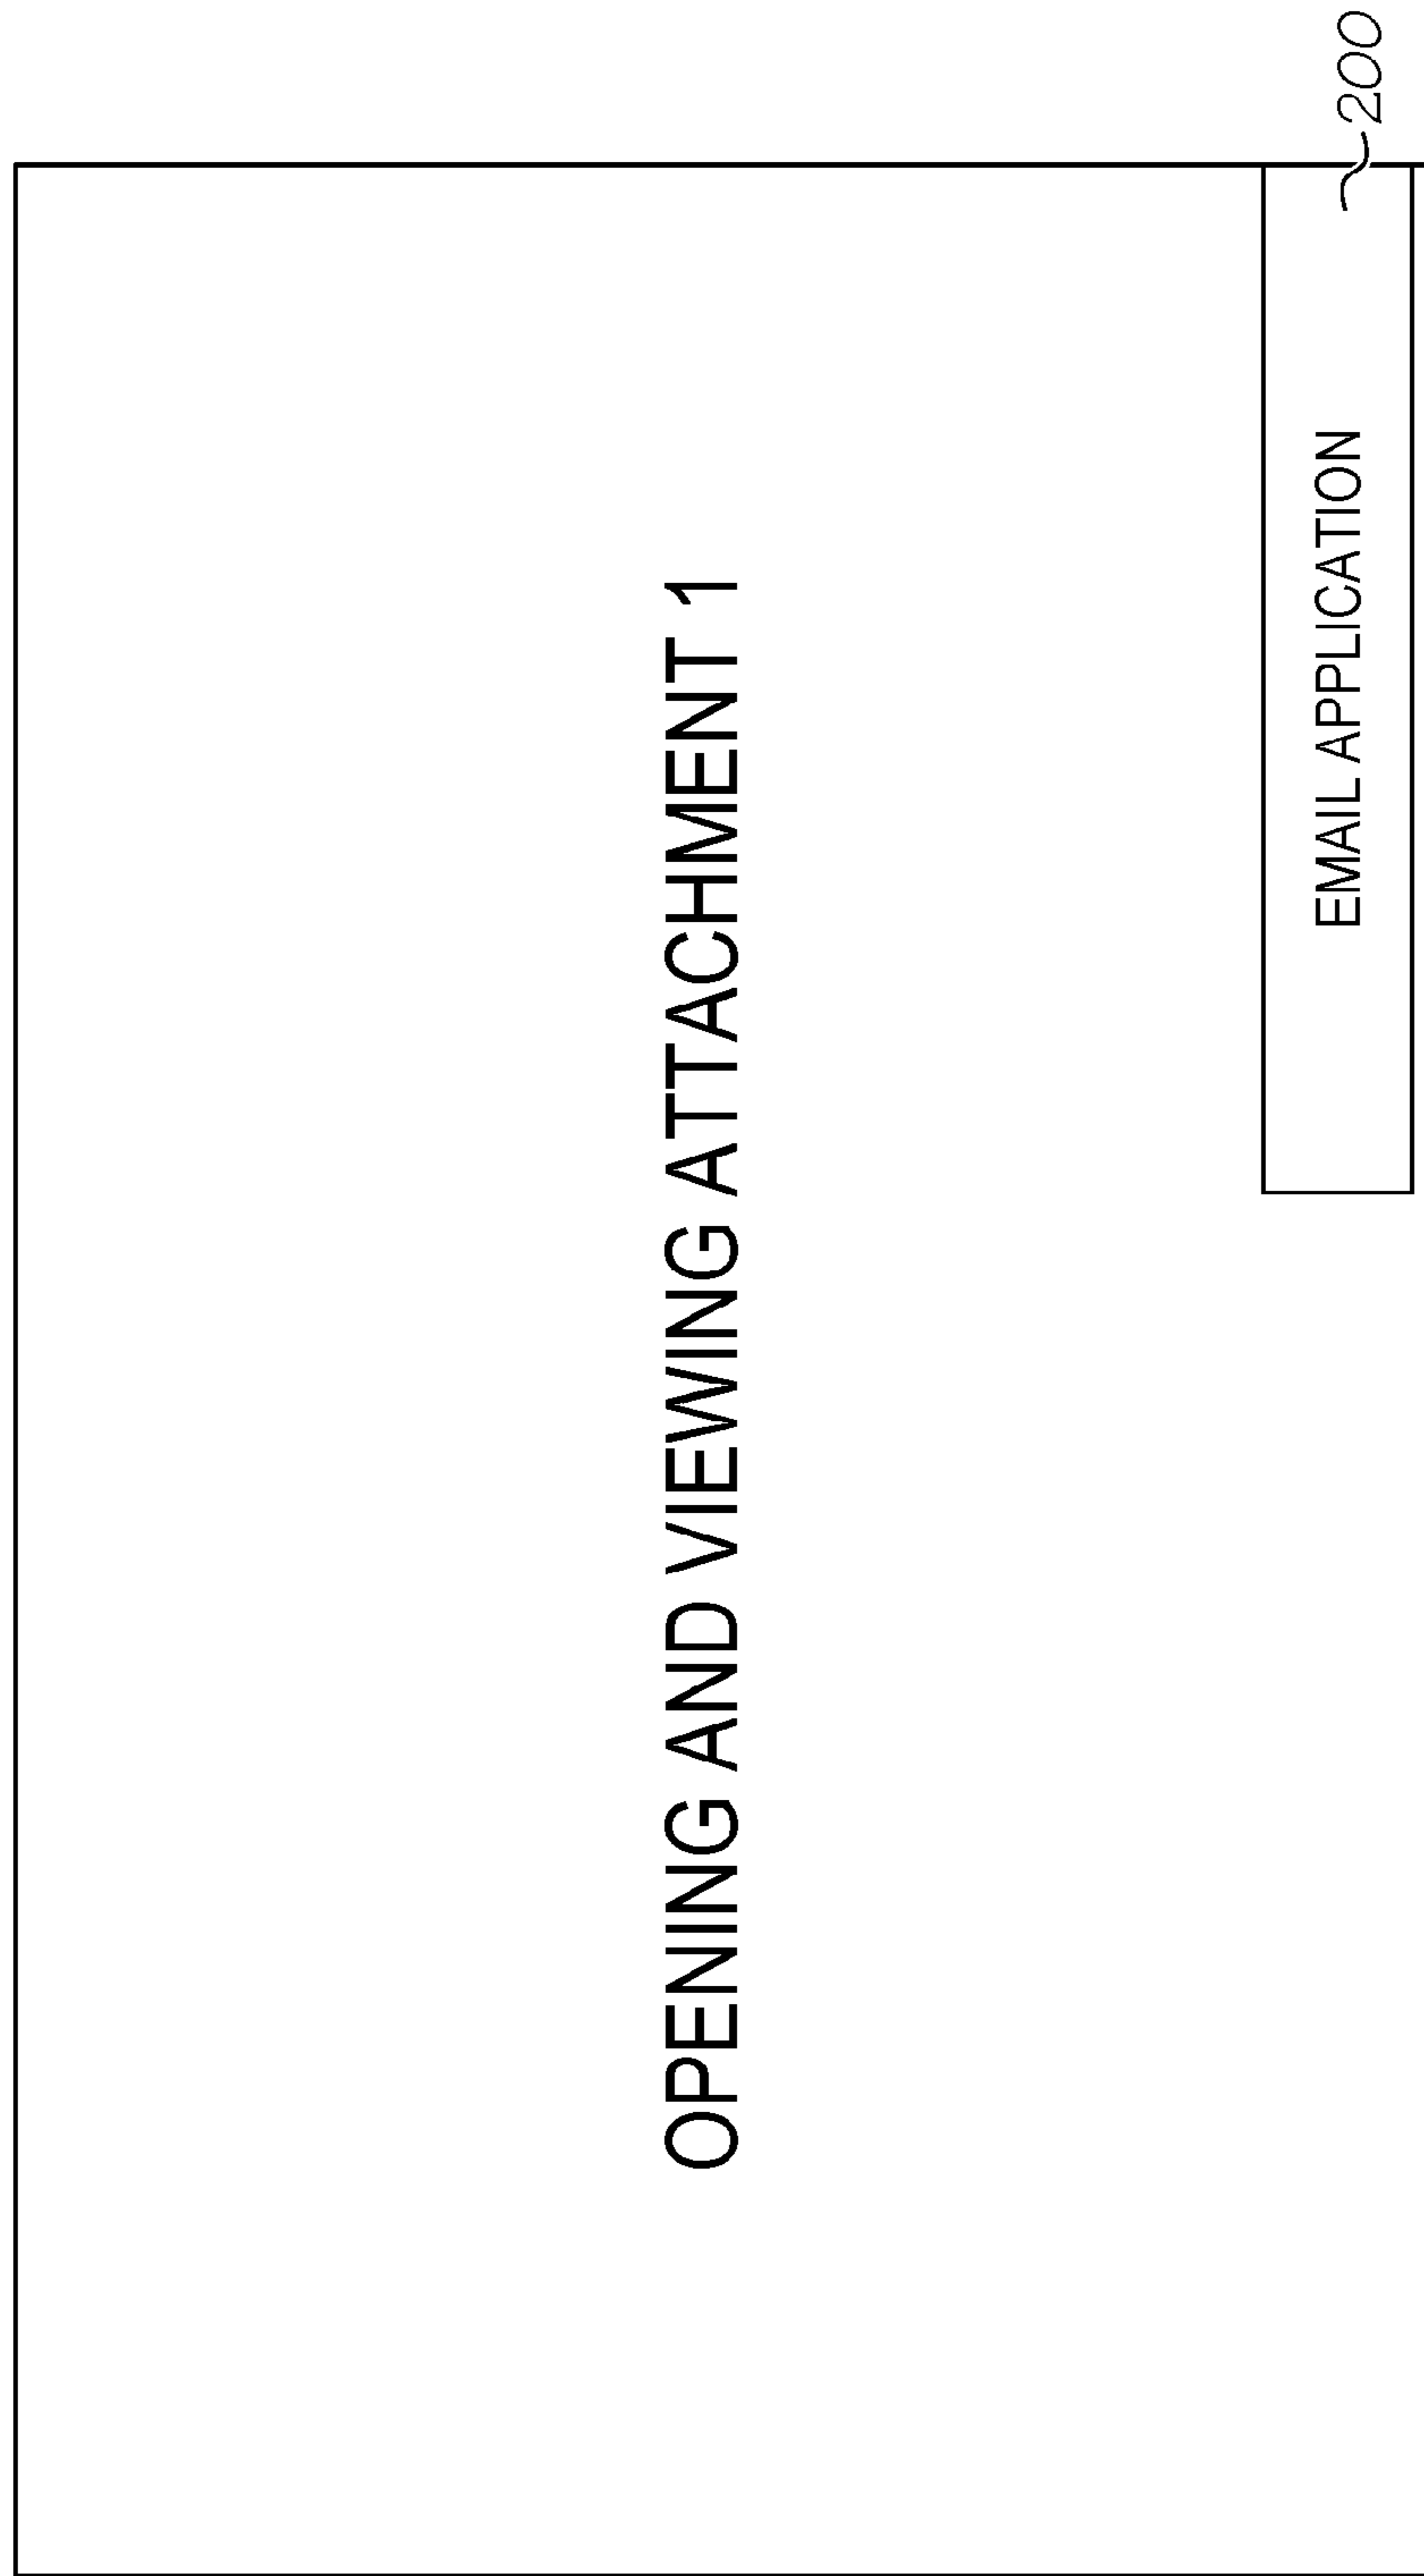 OPENING AND VIEWING ATTACHMENT 1
EMAIL APPLICATION
200